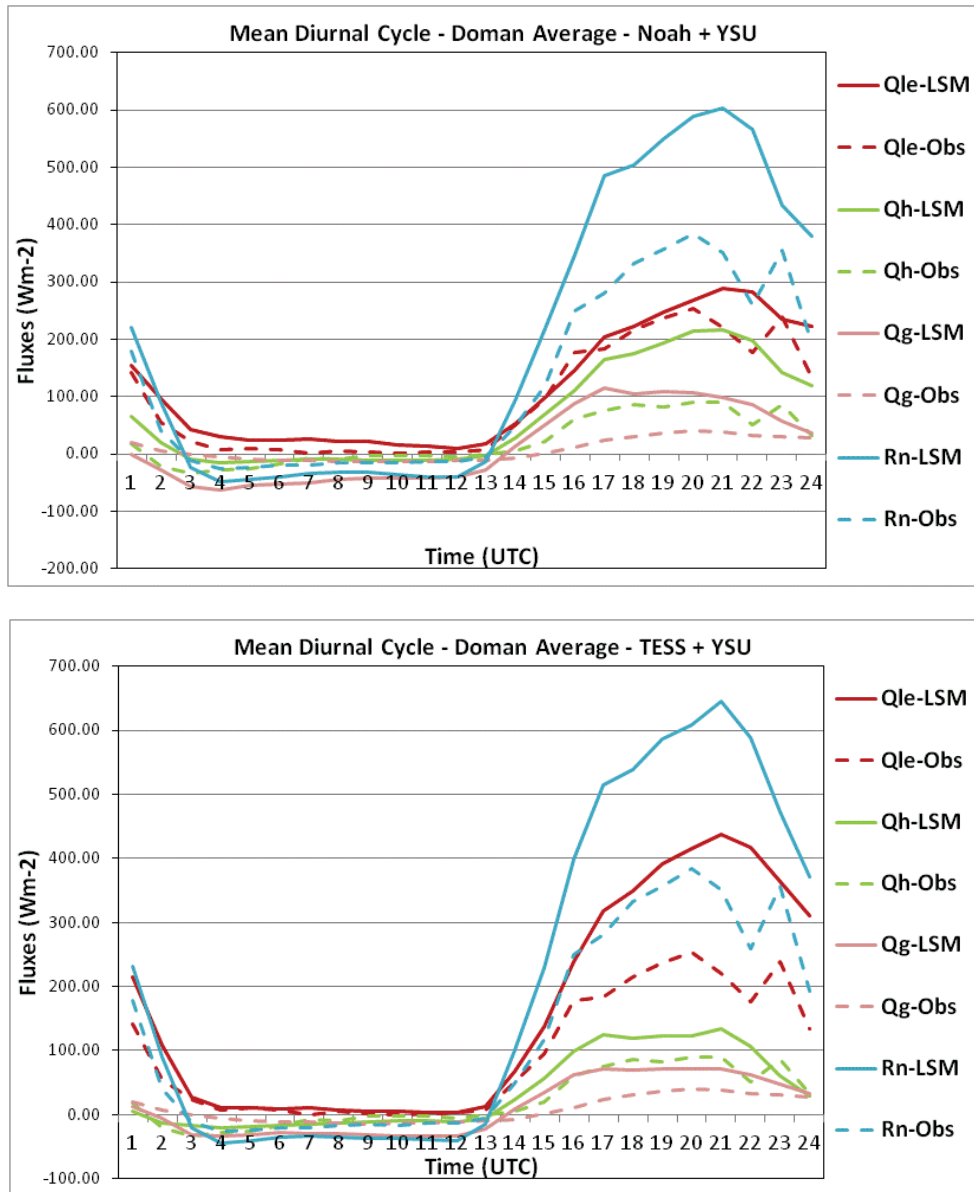 Mean Diurnal Cycle - Doman Average - Noah + YSU
700.00
600.00
500.00
400.00
300.00
200.00
100.00
0.00
-100.00
-200.00
Fluxes (Wm-2)
1 2 3 4 5 6 7 8 9 10 11 12 13 14 15 16 17 18 19 20 21 22 23 24
Time (UTC)
Qle-LSM
Qle-Obs
Qh-LSM
Qh-Obs
Qg-LSM
Qg-Obs
Rn-LSM
Rn-Obs
Mean Diurnal Cycle - Doman Average - TESS + YSU
700.00
600.00
500.00
400.00
300.00
200.00
100.00
0.00
-100.00
Fluxes (Wm-2)
1 2 3 4 5 6 7 8 9 10 11 12 13 14 15 16 17 18 19 20 21 22 23 24
Time (UTC)
Qle-LSM
Qle-Obs
Qh-LSM
Qh-Obs
Qg-LSM
Qg-Obs
Rn-LSM
Rn-Obs